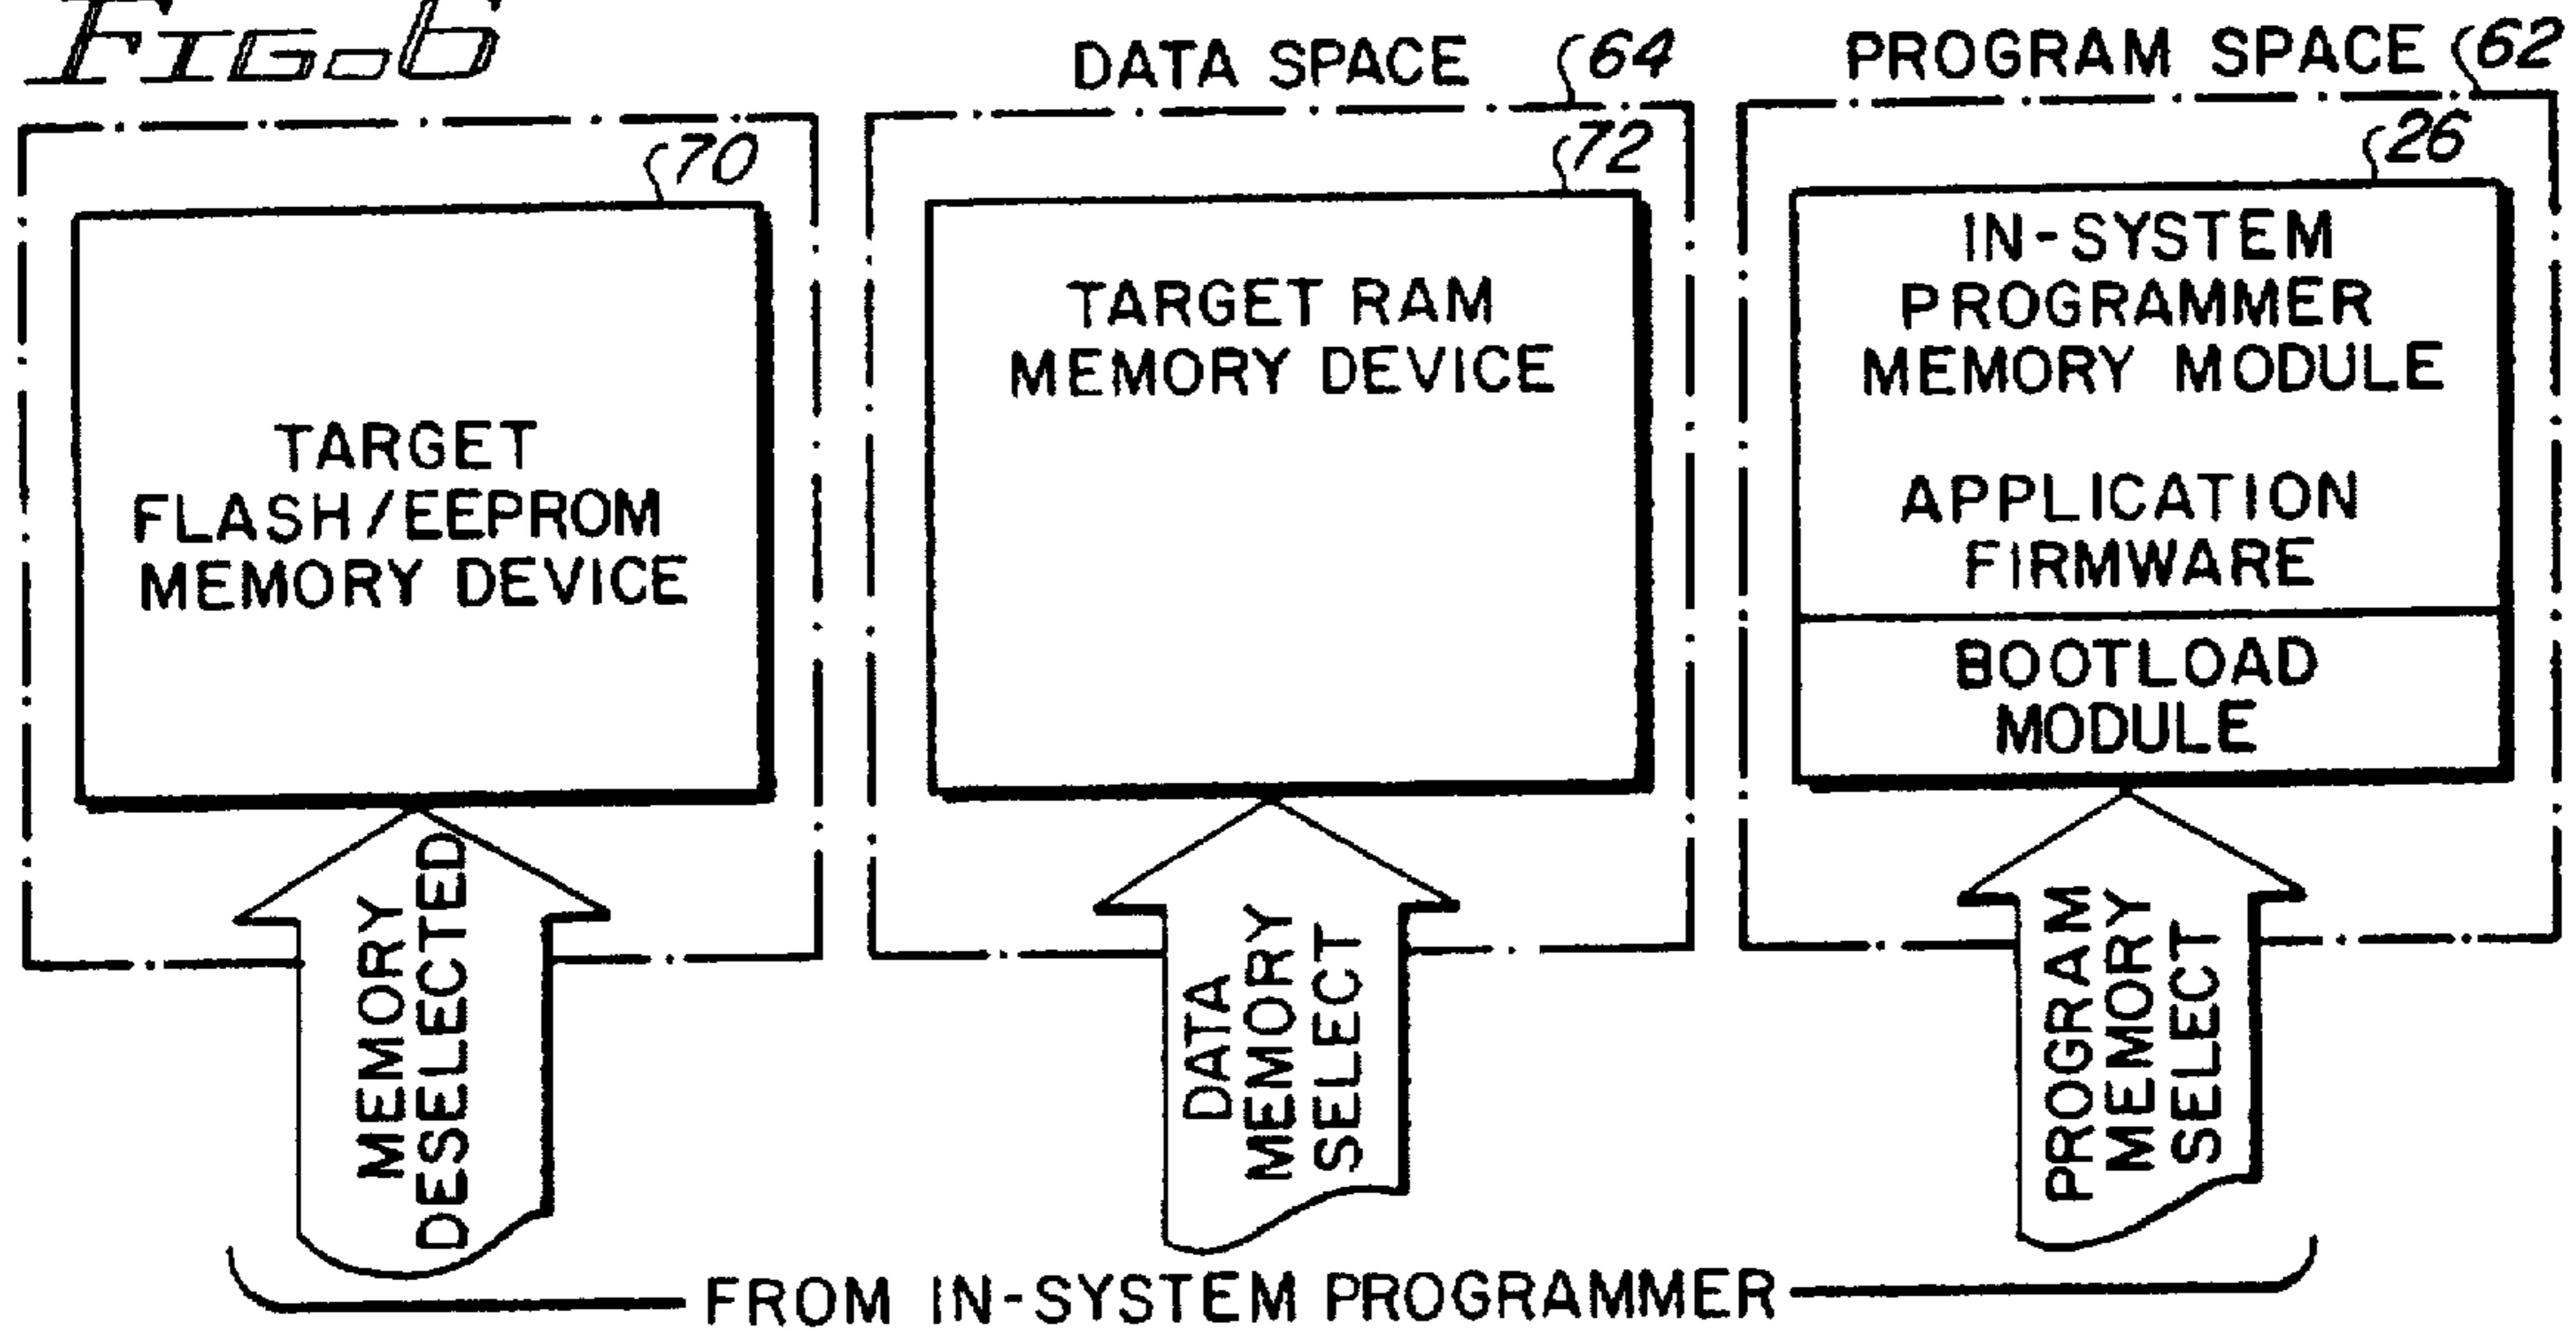 FIG. 6
DATA SPACE 64
PROGRAM SPACE 62
70
TARGET
FLASH/EEPROM
MEMORY DEVICE
72
TARGET RAM
MEMORY DEVICE
26
IN-SYSTEM
PROGRAMMER
MEMORY MODULE
APPLICATION
FIRMWARE
BOOTLOAD
MODULE
MEMORY
DESELECTED
DATA
MEMORY
SELECT
PROGRAM
MEMORY
SELECT
FROM IN-SYSTEM PROGRAMMER